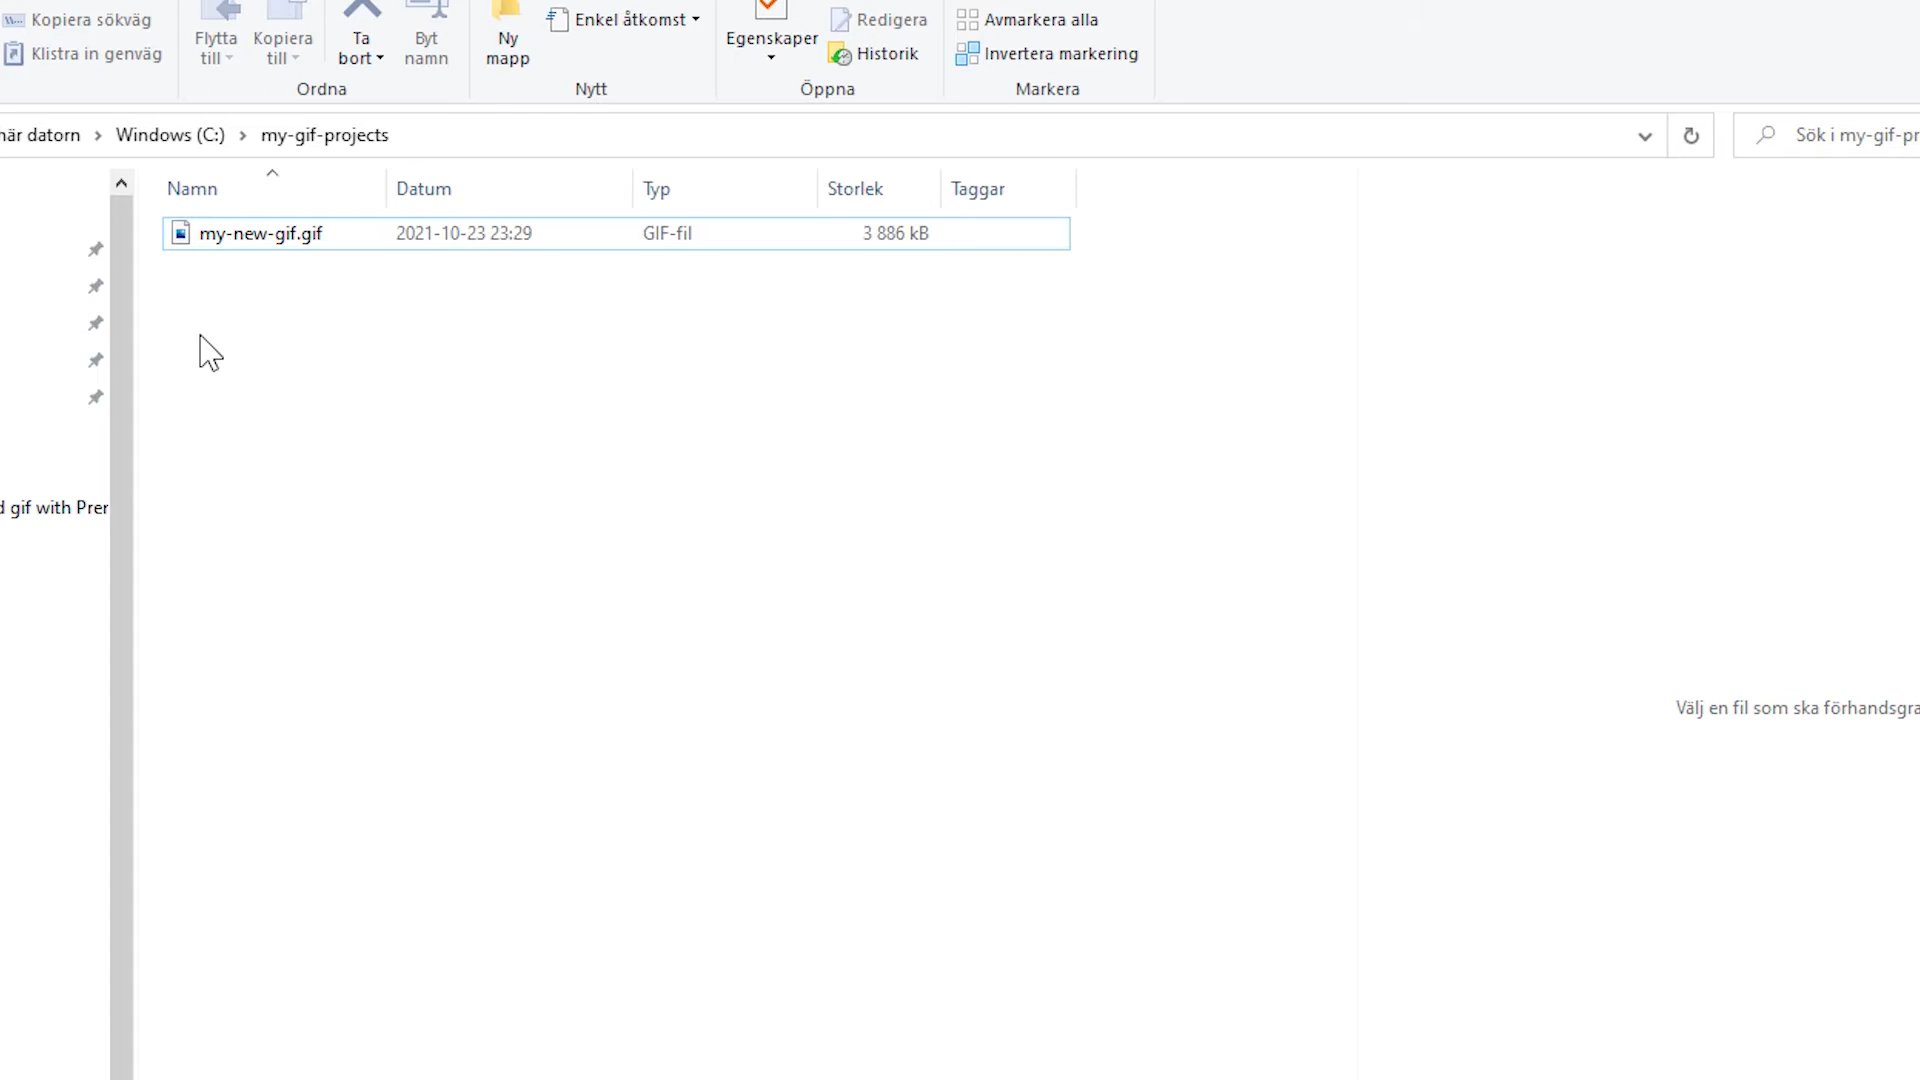 Kopiera sökväg
Klistra in genväg
Flytta till
Kopiera till
Ta bort
Byt namn
Ordna
Ny mapp
Enkel åtkomst
Nytt
Egenskaper
Redigera
Historik
Öppna
Avmarkera alla
Invertera markering
Markera
när datorn > Windows (C:) > my-gif-projects
Sök i my-gif-pr
Namn Datum Typ Storlek Taggar
my-new-gif.gif 2021-10-23 23:29 GIF-fil 3 886 kB
d gif with Prer
Välj en fil som ska förhandsgra